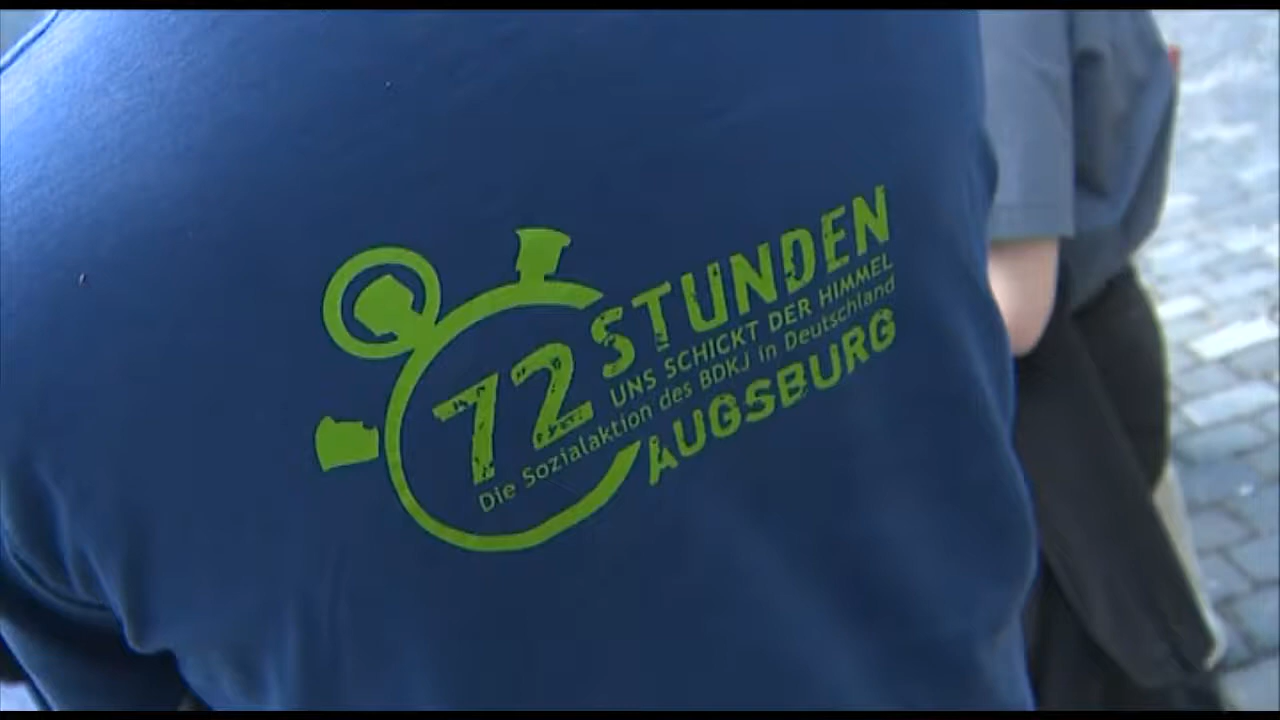 72 STUNDEN
UNS SCHICKT DER HIMMEL
Die Sozialaktion des BDKJ in Deutschland
AUGSBURG